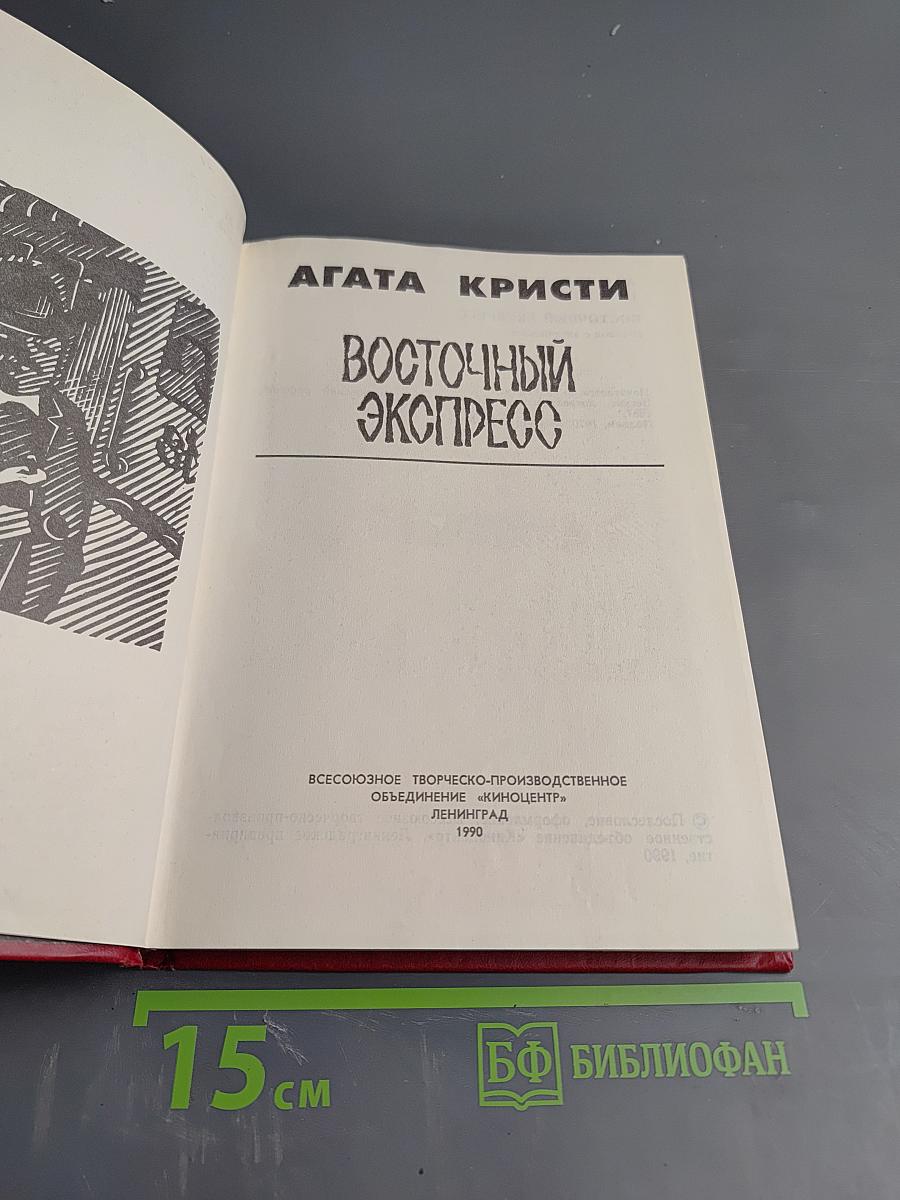 АГАТА КРИСТИ
ВОСТОЧНЫЙ
ЭКСПРЕСС
ВСЕСОЮЗНОЕ ТВОРЧЕСКО-ПРОИЗВОДСТВЕННОЕ
ОБЪЕДИНЕНИЕ «КИНОЦЕНТР»
ЛЕНИНГРАД
1990
15 см
БФ БИБЛИОФАН